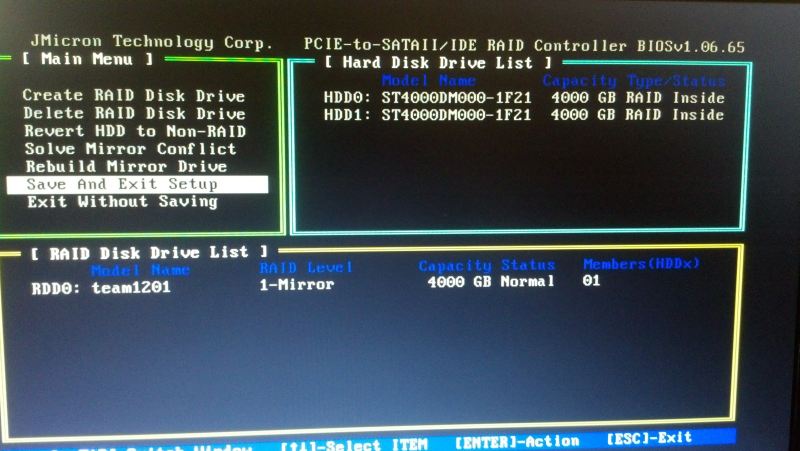 JMicron Technology Corp. PCIE-to-SATAII/IDE RAID Controller BIOSv1.06.65
[ Main Menu ]
Create RAID Disk Drive
Delete RAID Disk Drive
Revert HDD to Non-RAID
Solve Mirror Conflict
Rebuild Mirror Drive
Save And Exit Setup
Exit Without Saving
[ Hard Disk Drive List ]
Model Name Capacity Type/Status
HDD0: ST4000DM000-1F21 4000 GB RAID Inside
HDD1: ST4000DM000-1F21 4000 GB RAID Inside
[ RAID Disk Drive List ]
Model Name RAID Level Capacity Status Members(HDDx)
RDD0: team1201 1-Mirror 4000 GB Normal 01
Switch Window [↑↓]-Select ITEM [ENTER]-Action [ESC]-Exit